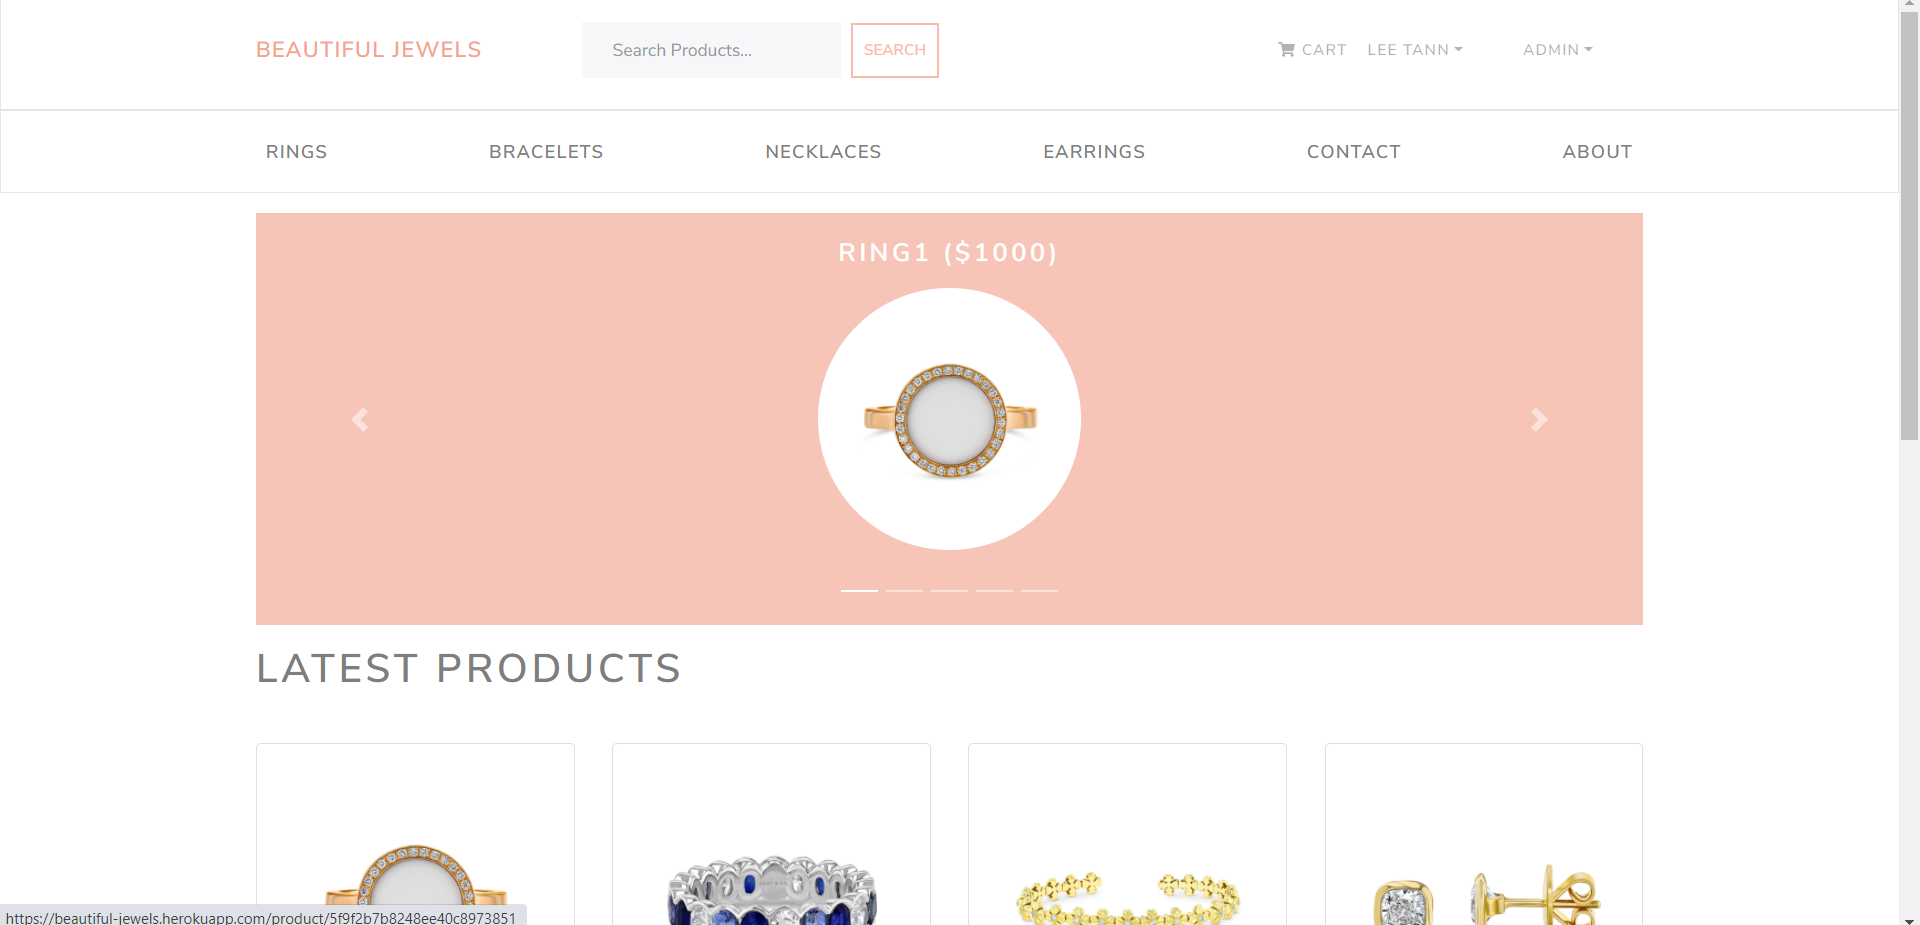 BEAUTIFUL JEWELS
Search Products...
SEARCH
CART
LEE TANN
ADMIN
RINGS
BRACELETS
NECKLACES
EARRINGS
CONTACT
ABOUT
RING1 ($1000)
LATEST PRODUCTS
https://beautiful-jewels.herokuapp.com/product/5f9f2b7b8248ee40c8973851